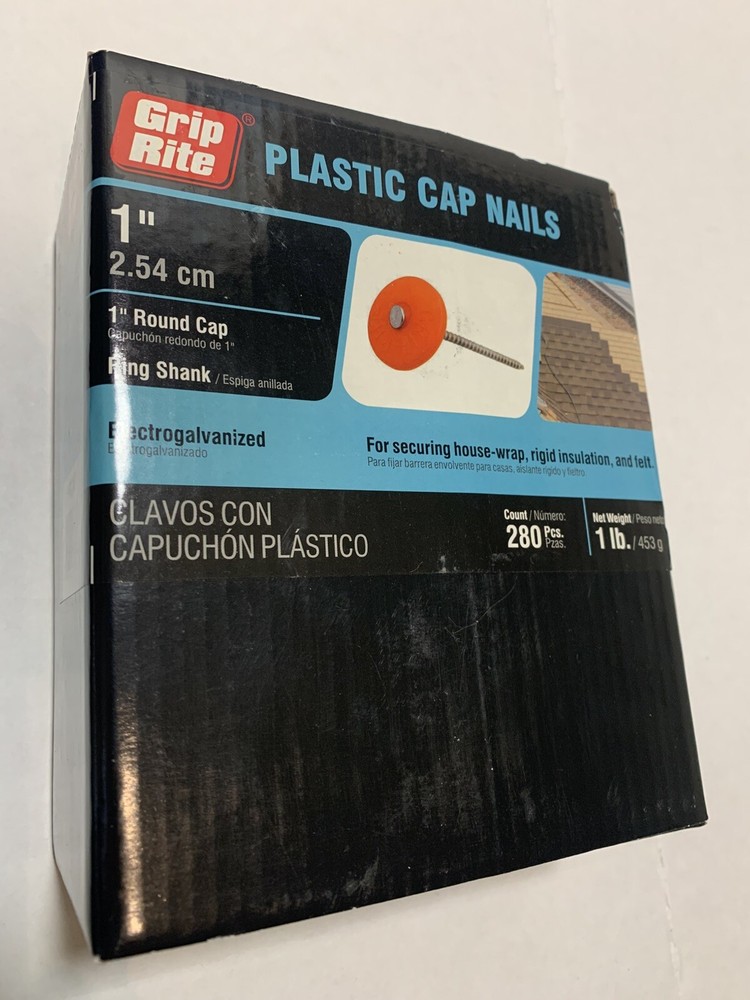 Grip Rite®
PLASTIC CAP NAILS
1"
2.54 cm
1" Round Cap
Capuchón redondo de 1"
Ring Shank / Espiga anillada
Electrogalvanized
Electrogalvanizado
For securing house-wrap, rigid insulation, and felt.
Para fijar barrera envolvente para casas, aislante rígido y fieltro
CLAVOS CON
CAPUCHÓN PLÁSTICO
Count / Número:
280 Pcs.
Pzas.
Net Weight / Peso neto
1 lb. / 453 g